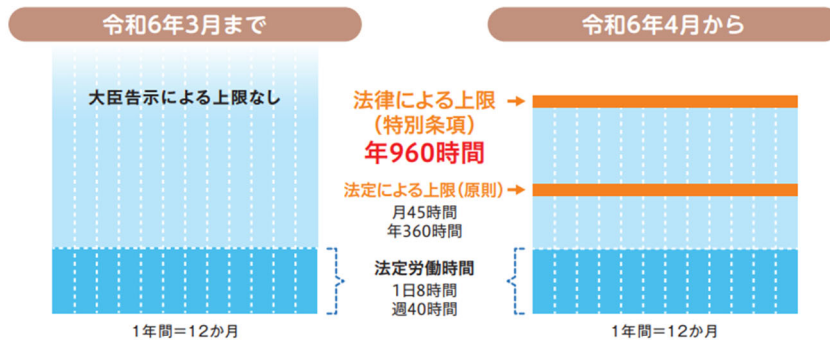 令和6年3月まで
大臣告示による上限なし
1年間=12か月
法律による上限
(特別条項)
年960時間
法定による上限(原則)
月45時間
年360時間
法定労働時間
1日8時間
週40時間
令和6年4月から
1年間=12か月